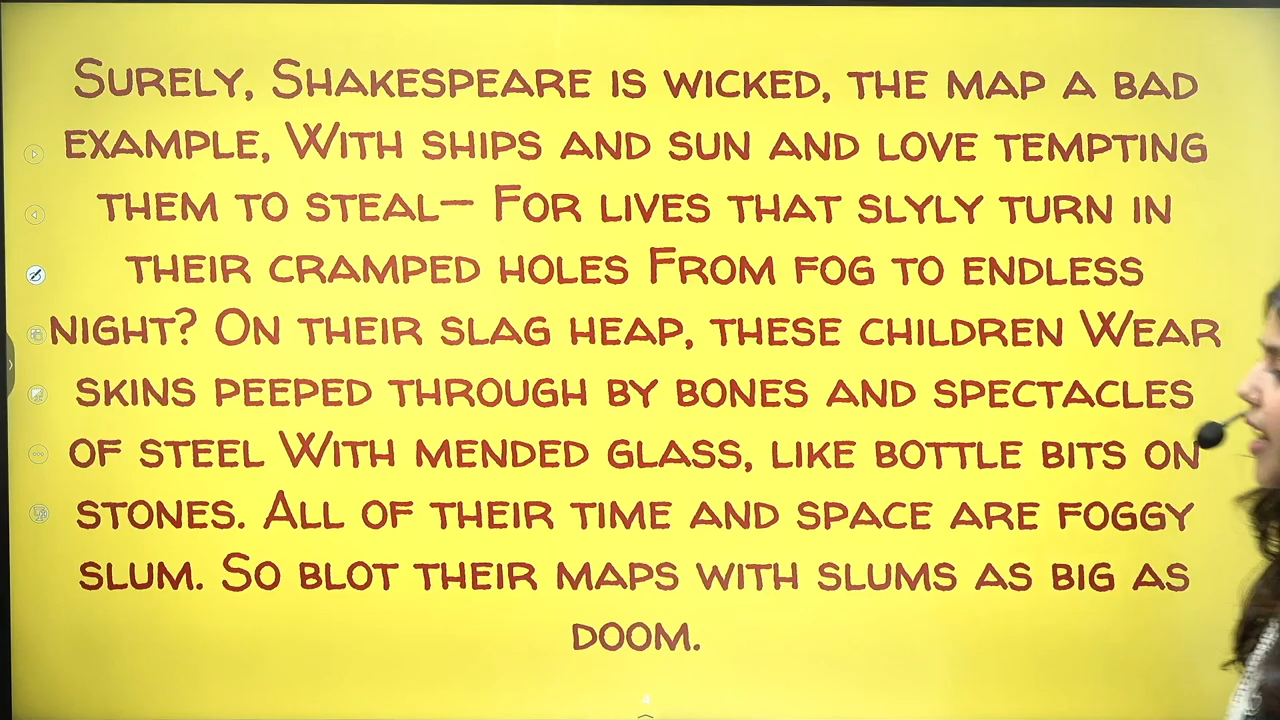 Surely, Shakespeare is wicked, the map a bad
example, With ships and sun and love tempting
them to steal— For lives that slyly turn in
their cramped holes From fog to endless
night? On their slag heap, these children Wear
skins peeped through by bones and spectacles
of steel With mended glass, like bottle bits on
stones. All of their time and space are foggy
slum. So blot their maps with slums as big as
doom.